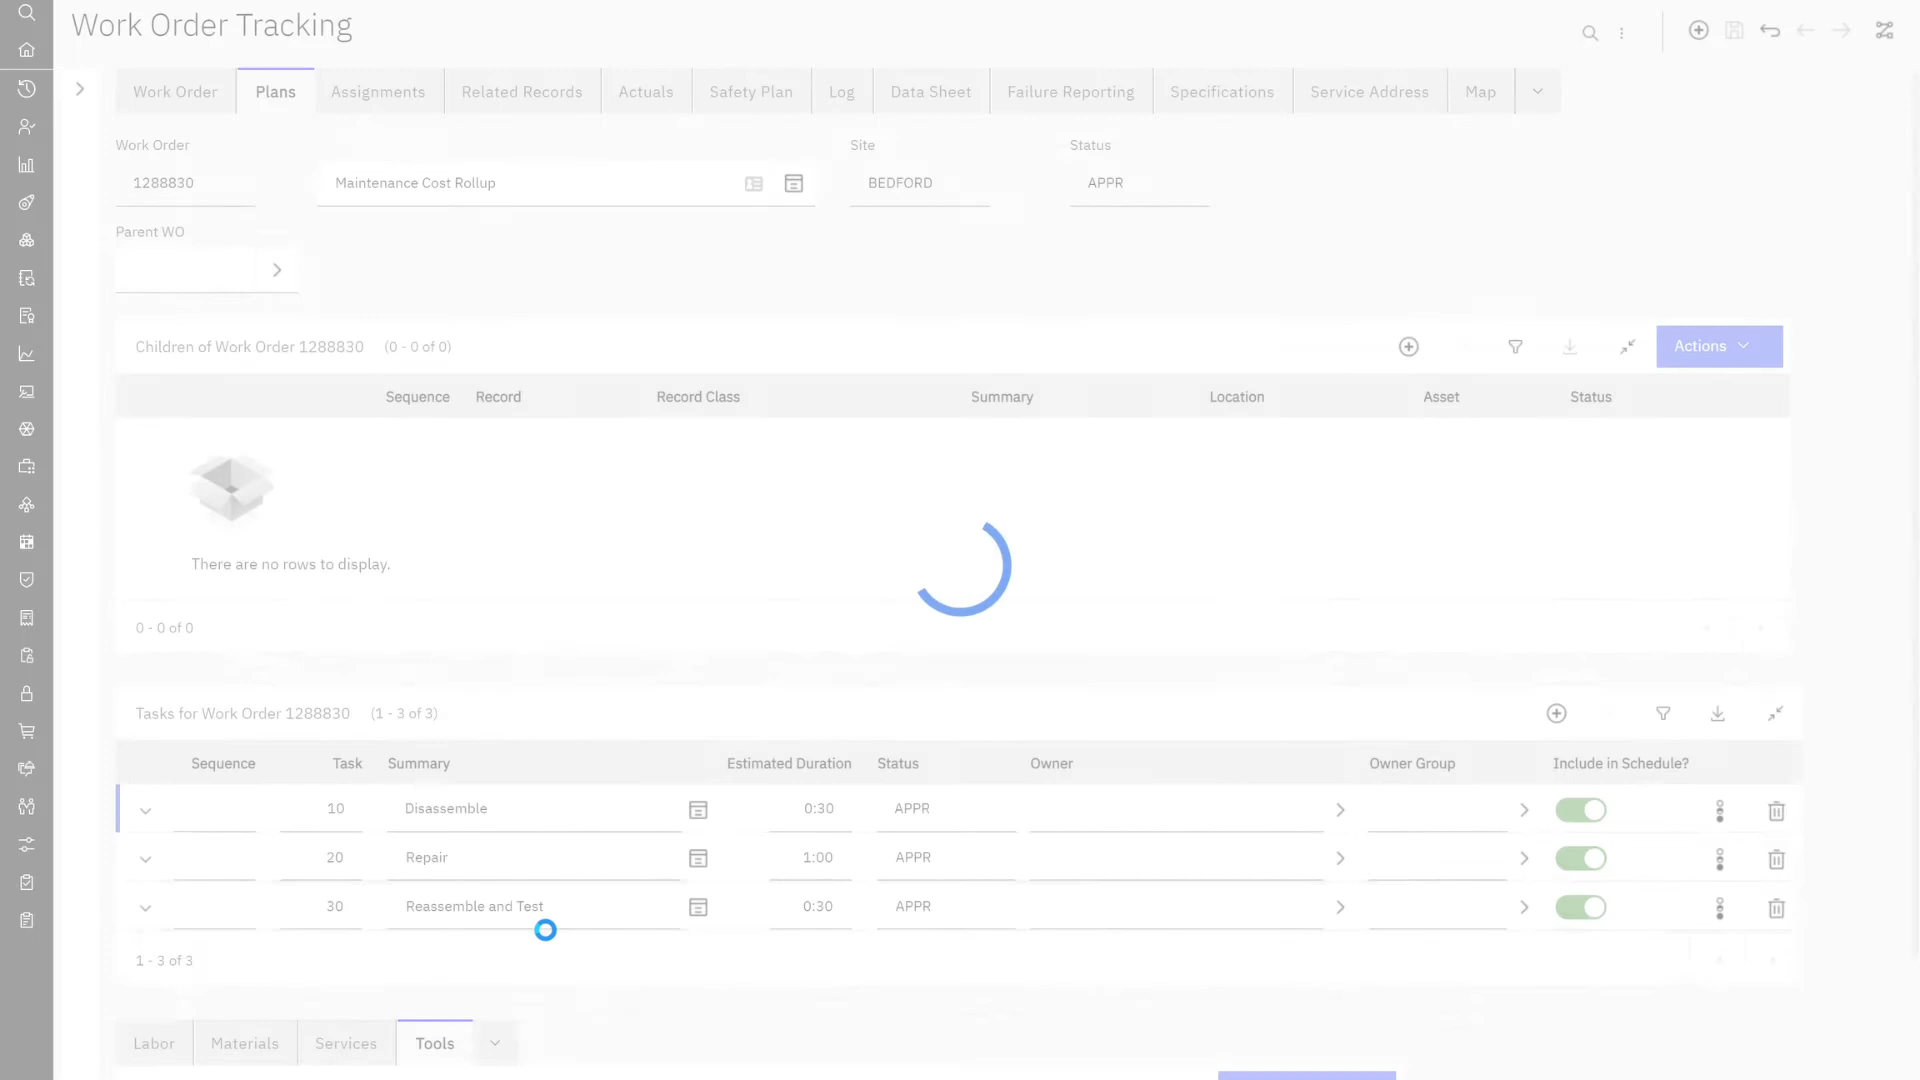 Work Order Tracking
Work Order Plans Assignments Related Records Actuals Safety Plan Log Data Sheet Failure Reporting Specifications Service Address Map
Work Order Site Status
1288830 Maintenance Cost Rollup BEDFORD APPR
Parent WO
Children of Work Order 1288830 (0 - 0 of 0) Actions
Sequence Record Record Class Summary Location Asset Status
There are no rows to display.
0 - 0 of 0
Tasks for Work Order 1288830 (1 - 3 of 3)
Sequence Task Summary Estimated Duration Status Owner Owner Group Include in Schedule?
10 Disassemble 0:30 APPR
20 Repair 1:00 APPR
30 Reassemble and Test 0:30 APPR
1 - 3 of 3
Labor Materials Services Tools